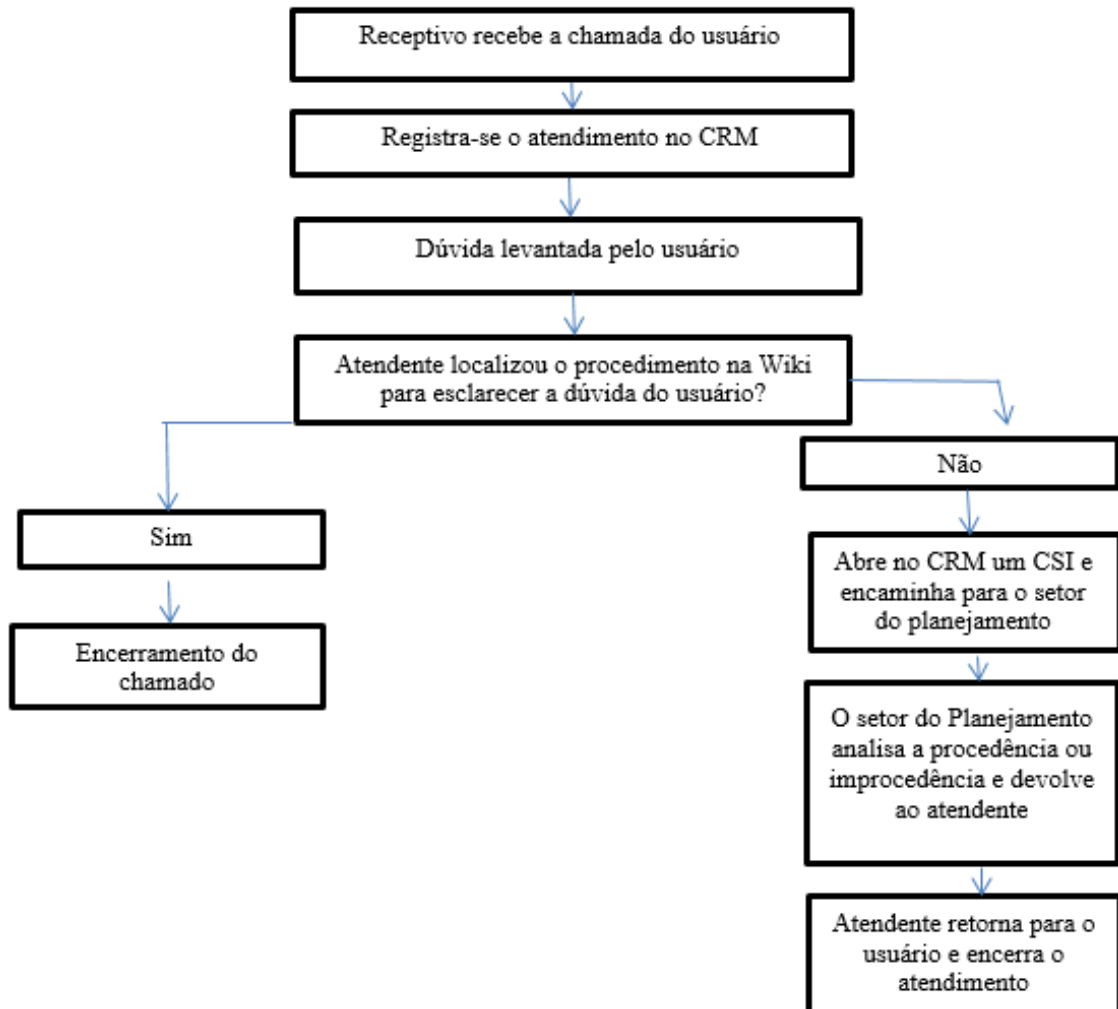 Receptivo recebe a chamada do usuário
Registra-se o atendimento no CRM
Dúvida levantada pelo usuário
Atendente localizou o procedimento na Wiki
para esclarecer a dúvida do usuário?
Sim
Encerramento do
chamado
Não
Abre no CRM um CSI e
encaminha para o setor
do planejamento
O setor do Planejamento
analisa a procedência ou
improcedência e devolve
ao atendente
Atendente retorna para o
usuário e encerra o
atendimento